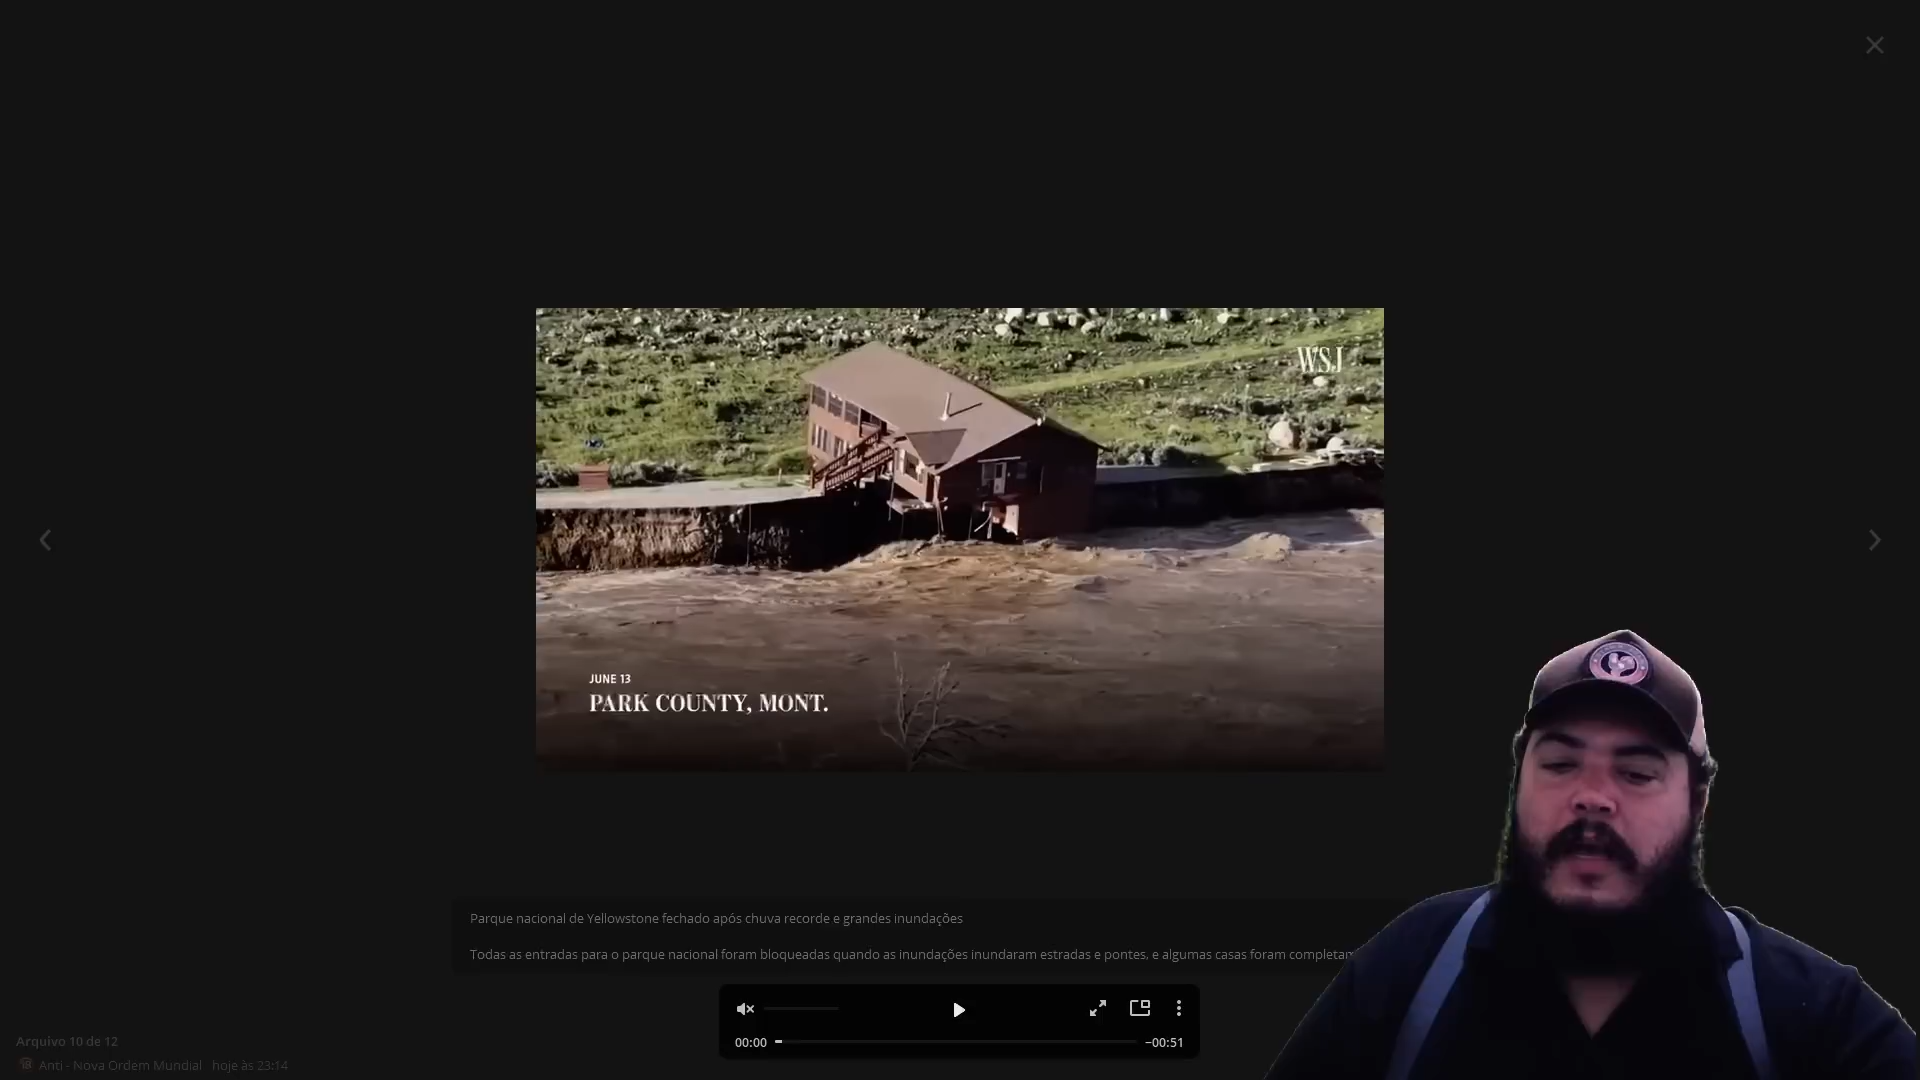 WSJ
JUNE 13
PARK COUNTY, MONT.
Parque nacional de Yellowstone fechado após chuva recorde e grandes inundações
Todas as entradas para o parque nacional foram bloqueadas quando as inundações inundaram estradas e pontes, e algumas casas foram
00:00
−00:51
Arquivo 10 de 12
Anti - Nova Ordem Mundial hoje às 23:14